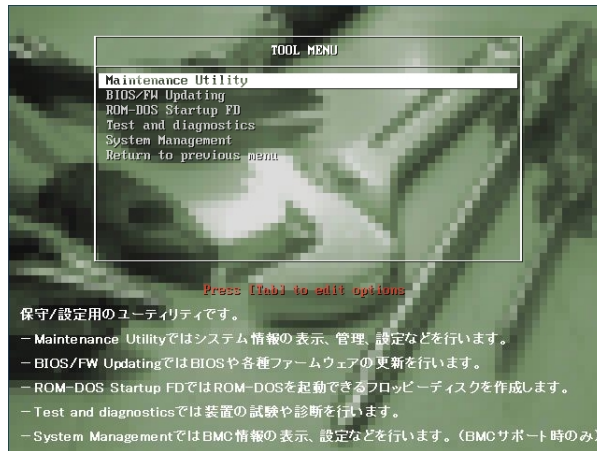 TOOL MENU
Maintenance Utility
BIOS/FW Updating
ROM-DOS Startup FD
Test and diagnostics
System Management
Return to previous menu
Press [Tab] to edit options
保守/設定用のユーティリティです。
－Maintenance Utilityではシステム情報の表示、管理、設定などを行います。
－BIOS/FW UpdatingではBIOSや各種ファームウェアの更新を行います。
－ROM-DOS Startup FDではROM-DOSを起動できるフロッピーディスクを作成します。
－Test and diagnosticsでは装置の試験や診断を行います。
－System ManagementではBMC情報の表示、設定などを行います。（BMCサポート時のみ）